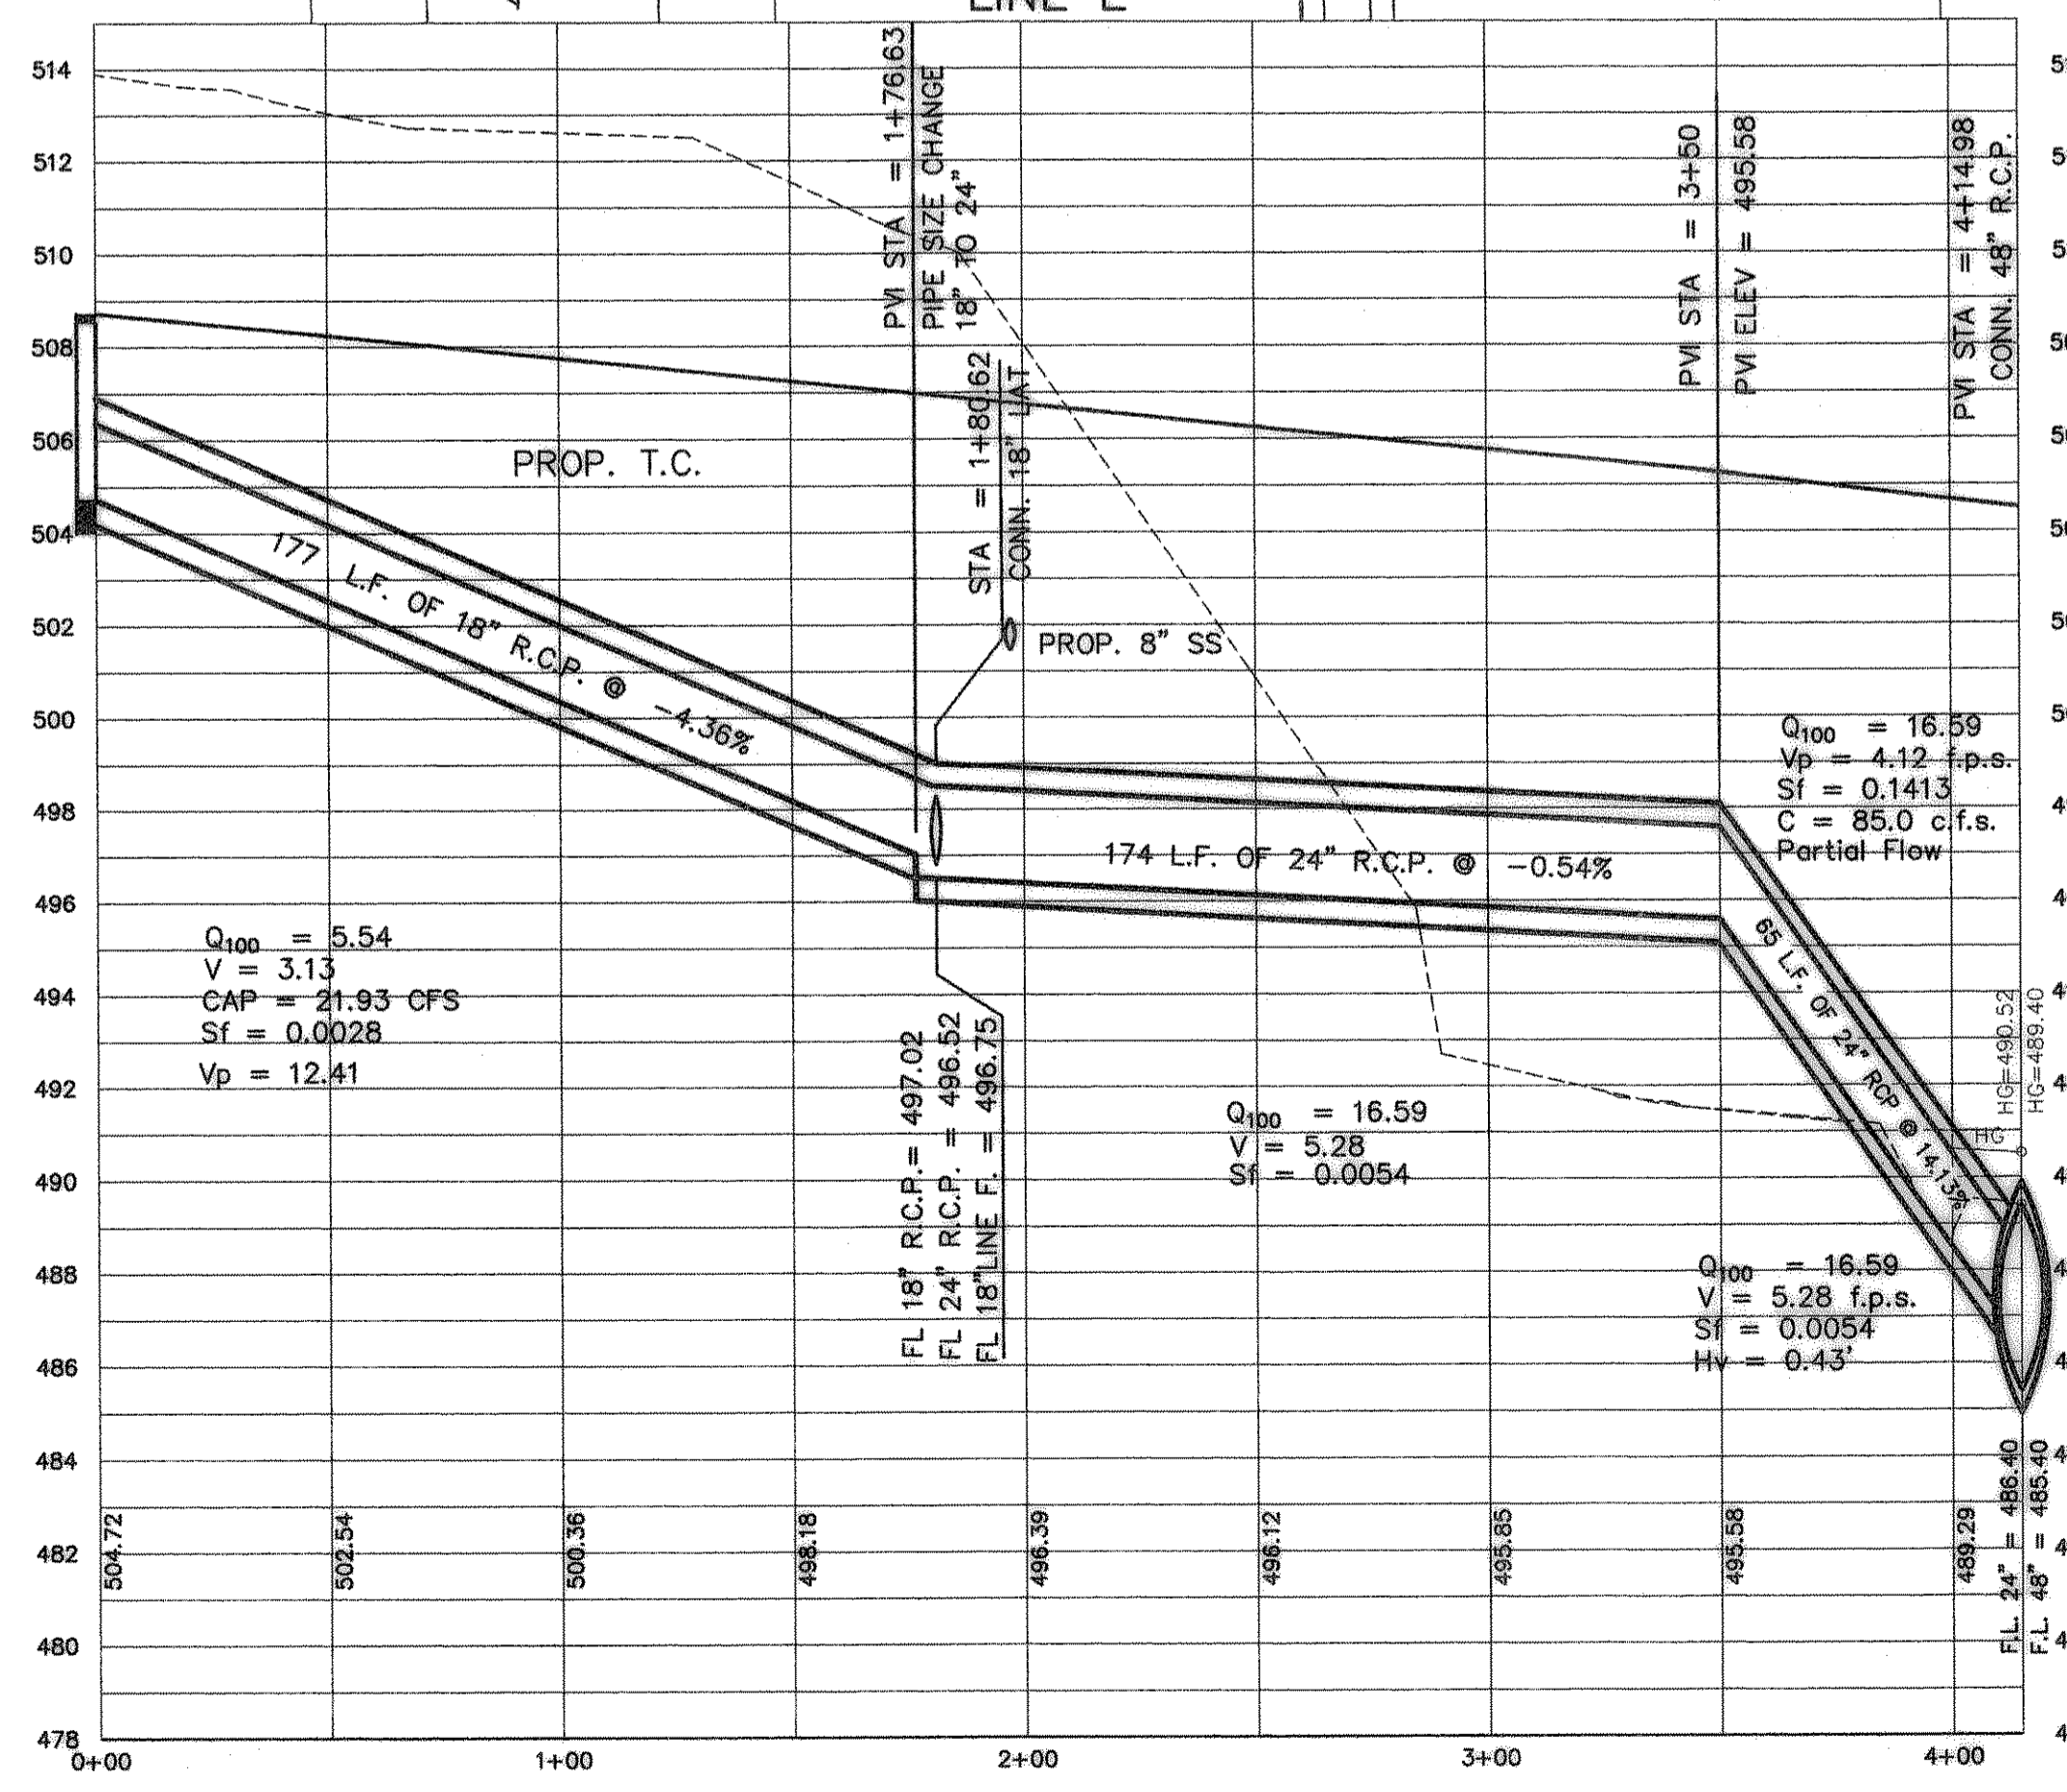 LINE E
514
512
510
508
506
504
502
500
498
496
494
492
490
488
486
484
482
480
478
PVI STA = 1+76.63
PIPE SIZE CHANGE
18" TO 24"
STA = 1+80.62
CONN. 18" LAT
PVI STA = 3+50
PVI ELEV = 495.58
PVI STA = 4+14.98
CONN. 48" R.C.P.
PROP. T.C.
177 L.F. OF 18" R.C.P. @ -4.36%
PROP. 8" SS
174 L.F. OF 24" R.C.P. @ -0.54%
65 L.F. OF 24" RCP @ 14.13%
Q100 = 16.59
Vp = 4.12 f.p.s.
Sf = 0.1413
C = 85.0 c.f.s.
Partial Flow
Q100 = 5.54
V = 3.13
CAP = 21.93 CFS
Sf = 0.0028
Vp = 12.41
FL 18" R.C.P. = 497.02
FL 24" R.C.P. = 496.52
FL 18" LINE F. = 496.75
Q100 = 16.59
V = 5.28
Sf = 0.0054
HG=490.52
HG=489.40
HG
Q100 = 16.59
V = 5.28 f.p.s.
Sf = 0.0054
Hv = 0.43'
F.L. 24" = 486.40
F.L. 48" = 485.40
504.72
502.54
500.36
498.18
496.39
496.12
495.85
495.58
489.29
0+00
1+00
2+00
3+00
4+00